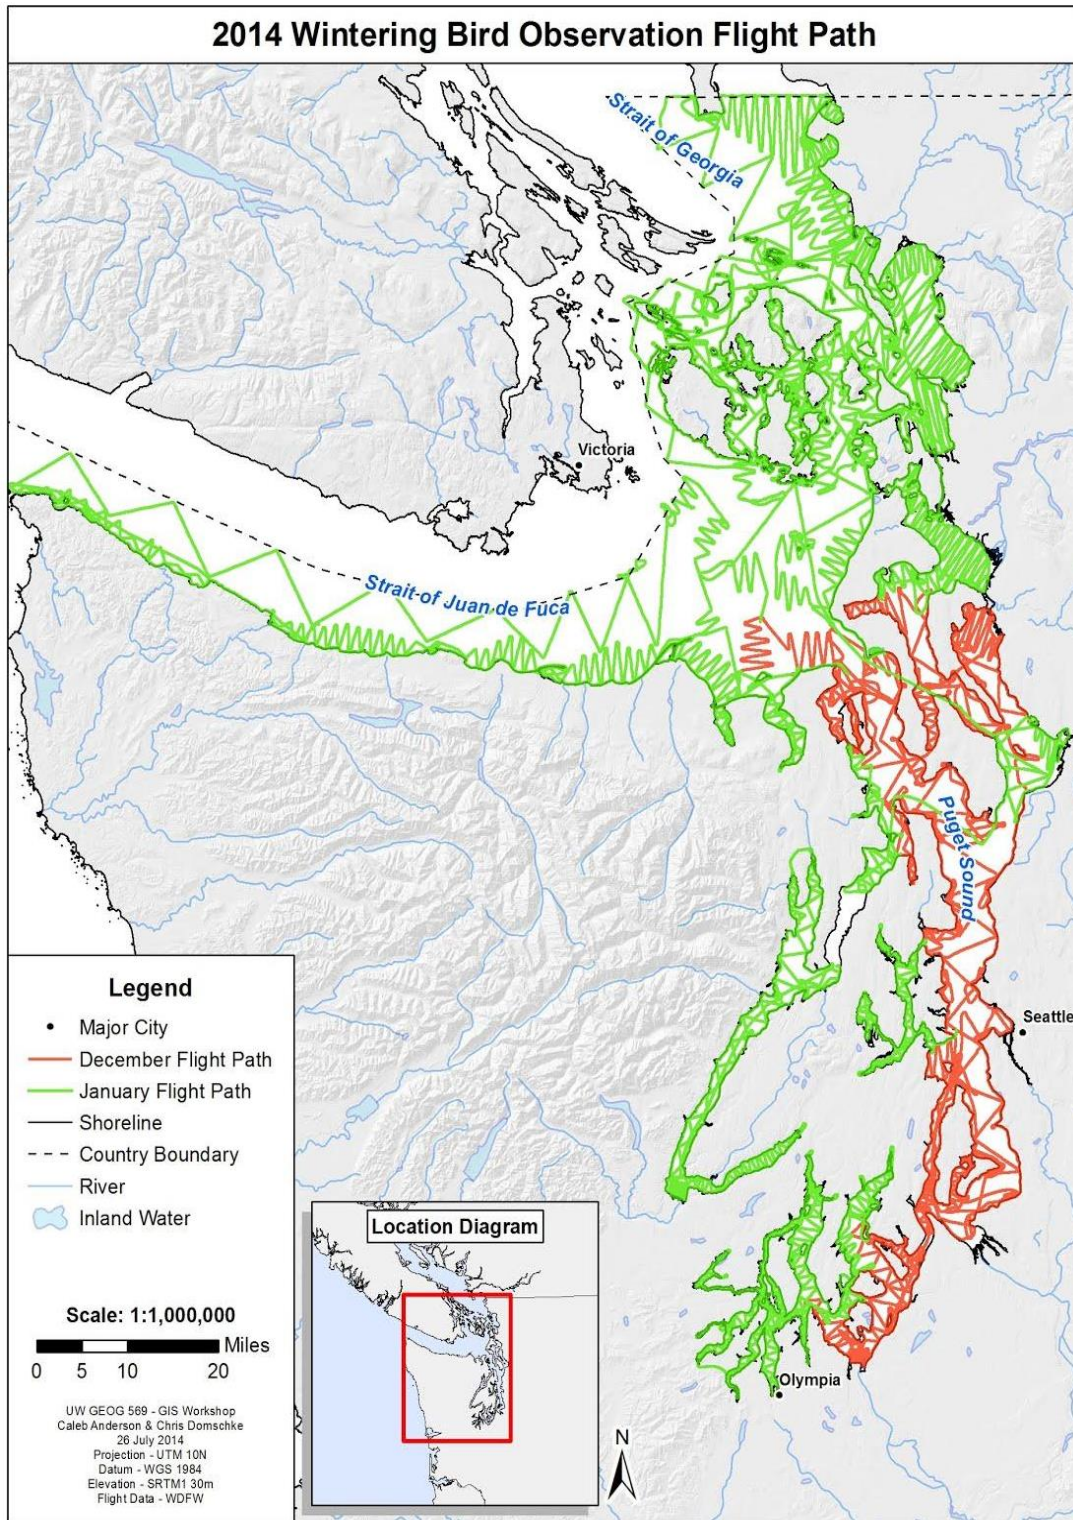 2014 Wintering Bird Observation Flight Path
Strait of Georgia
Victoria
Strait of Juan de Fuca
Puget Sound
Seattle
Olympia
Legend
Major City
December Flight Path
January Flight Path
Shoreline
Country Boundary
River
Inland Water
Scale: 1:1,000,000
Miles
0 5 10 20
UW GEOG 569 - GIS Workshop
Caleb Anderson & Chris Domschke
26 July 2014
Projection - UTM 10N
Datum - WGS 1984
Elevation - SRTM1 30m
Flight Data - WDFW
Location Diagram
N